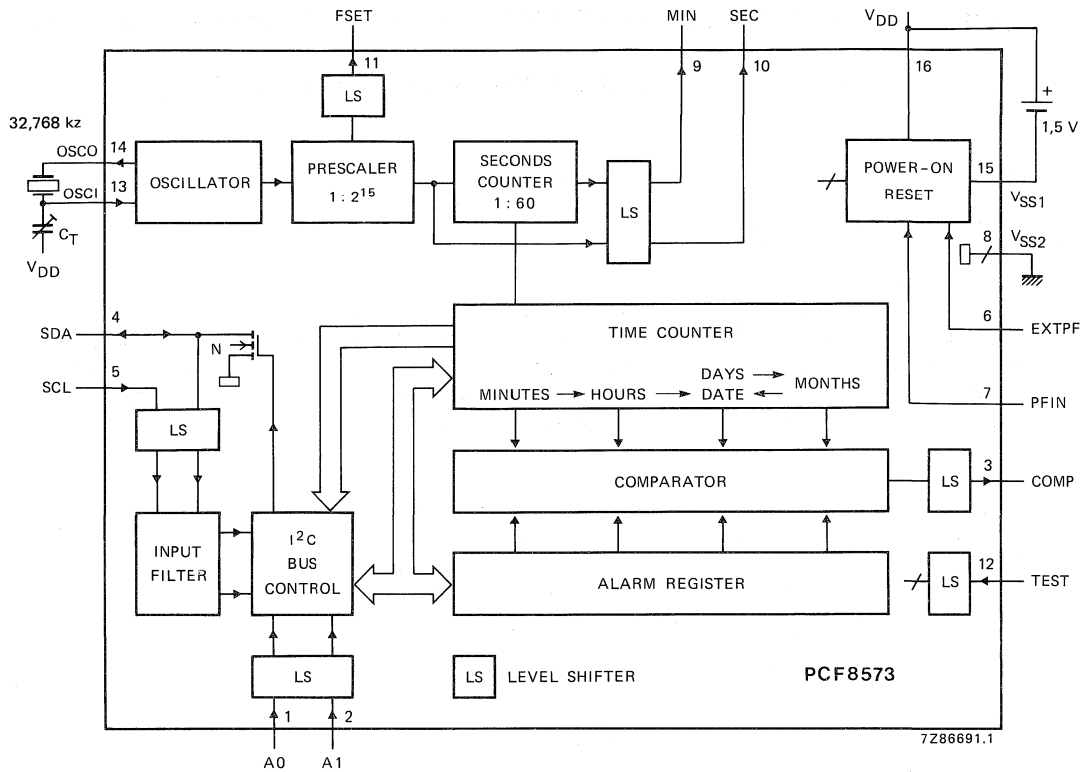 FSET
MIN
SEC
VDD
11
9
10
16
LS
+
1,5 V
32,768 kz
OSCO
14
OSCI
13
CT
VDD
OSCILLATOR
PRESCALER
1 : 2¹⁵
SECONDS
COUNTER
1 : 60
LS
POWER-ON
RESET
15
VSS1
8
VSS2
6
EXTPF
7
PFIN
SDA
4
SCL
5
N
LS
TIME COUNTER
MINUTES → HOURS → DAYS → MONTHS
DATE ←
COMPARATOR
LS
3
COMP
INPUT
FILTER
I²C
BUS
CONTROL
ALARM REGISTER
LS
12
TEST
LS
LS
LEVEL SHIFTER
PCF8573
1
2
A0
A1
7Z86691.1